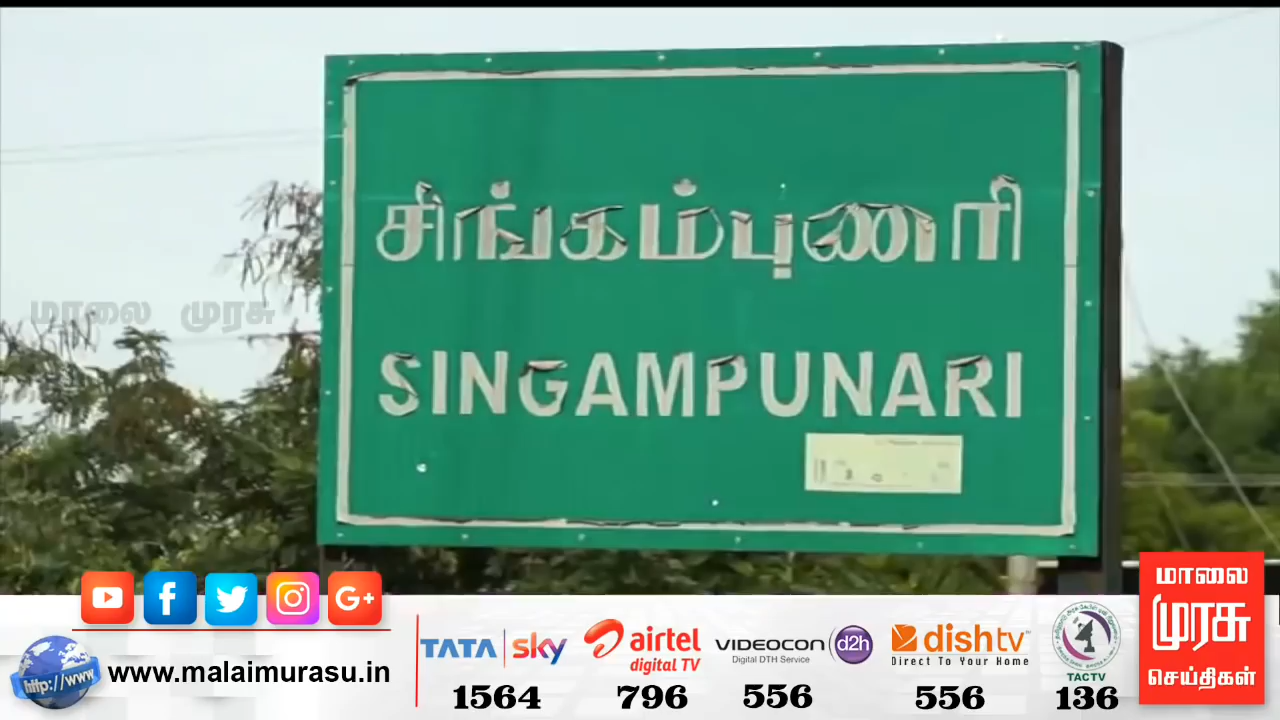 சிங்கம்புணரி
SINGAMPUNARI
மாலை முரசு
மாலை
முரசு
செய்திகள்
http://www
www.malaimurasu.in
G+
TATA sky
1564
airtel
digital TV
796
VIDEOCON d2h
Digital DTH Service
556
dishtv
Direct To Your Home
556
TACTV
136